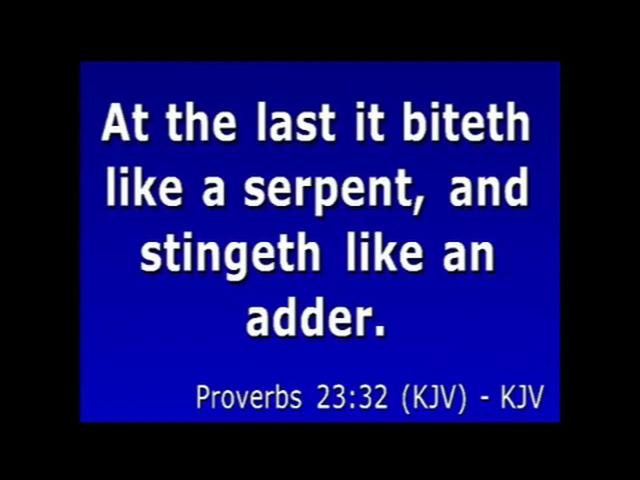 At the last it biteth
like a serpent, and
stingeth like an
adder.
Proverbs 23:32 (KJV) - KJV